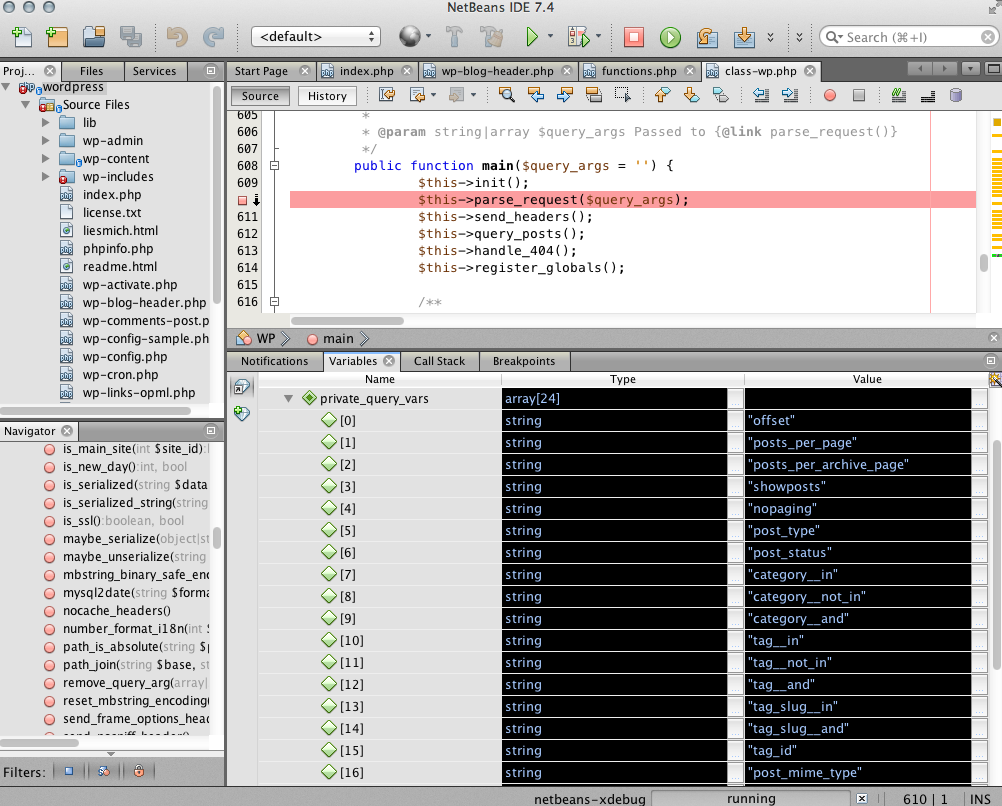 NetBeans IDE 7.4
<default>
Search (⌘+I)
Proj...
Files
Services
wordpress
Source Files
lib
wp-admin
wp-content
wp-includes
index.php
license.txt
liesmich.html
phpinfo.php
readme.html
wp-activate.php
wp-blog-header.php
wp-comments-post.p
wp-config-sample.ph
wp-config.php
wp-cron.php
wp-links-opml.php
Start Page
index.php
wp-blog-header.php
functions.php
class-wp.php
Source
History
605 *
606 * @param string|array $query_args Passed to {@link parse_request()}
607 */
608 public function main($query_args = '') {
609 $this->init();
$this->parse_request($query_args);
611 $this->send_headers();
612 $this->query_posts();
613 $this->handle_404();
614 $this->register_globals();
615
616 /**
WP
main
Navigator
is_main_site(int $site_id):
is_new_day():int, bool
is_serialized(string $data
is_serialized_string(string
is_ssl():boolean, bool
maybe_serialize(object|st
maybe_unserialize(string
mbstring_binary_safe_enc
mysql2date(string $forma
nocache_headers()
number_format_i18n(int $
path_is_absolute(string $p
path_join(string $base, st
remove_query_arg(array|
reset_mbstring_encoding(
send_frame_options_head
Filters:
Notifications
Variables
Call Stack
Breakpoints
Name Type Value
private_query_vars array[24]
[0] string "offset"
[1] string "posts_per_page"
[2] string "posts_per_archive_page"
[3] string "showposts"
[4] string "nopaging"
[5] string "post_type"
[6] string "post_status"
[7] string "category__in"
[8] string "category__not_in"
[9] string "category__and"
[10] string "tag__in"
[11] string "tag__not_in"
[12] string "tag__and"
[13] string "tag_slug__in"
[14] string "tag_slug__and"
[15] string "tag_id"
[16] string "post_mime_type"
netbeans-xdebug
running
610 | 1
INS